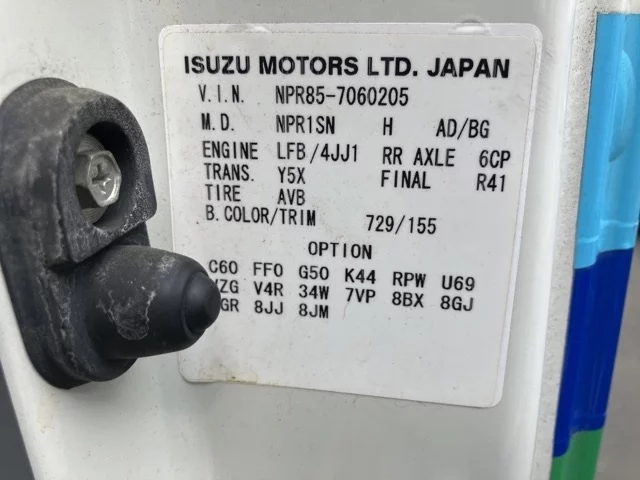 ISUZU MOTORS LTD. JAPAN
V.I.N. NPR85-7060205
M.D. NPR1SN H AD/BG
ENGINE LFB/4JJ1 RR AXLE 6CP
TRANS. Y5X FINAL R41
TIRE AVB
B.COLOR/TRIM 729/155
OPTION
C60 FF0 G50 K44 RPW U69
V4R 34W 7VP 8BX 8GJ
8JJ 8JM